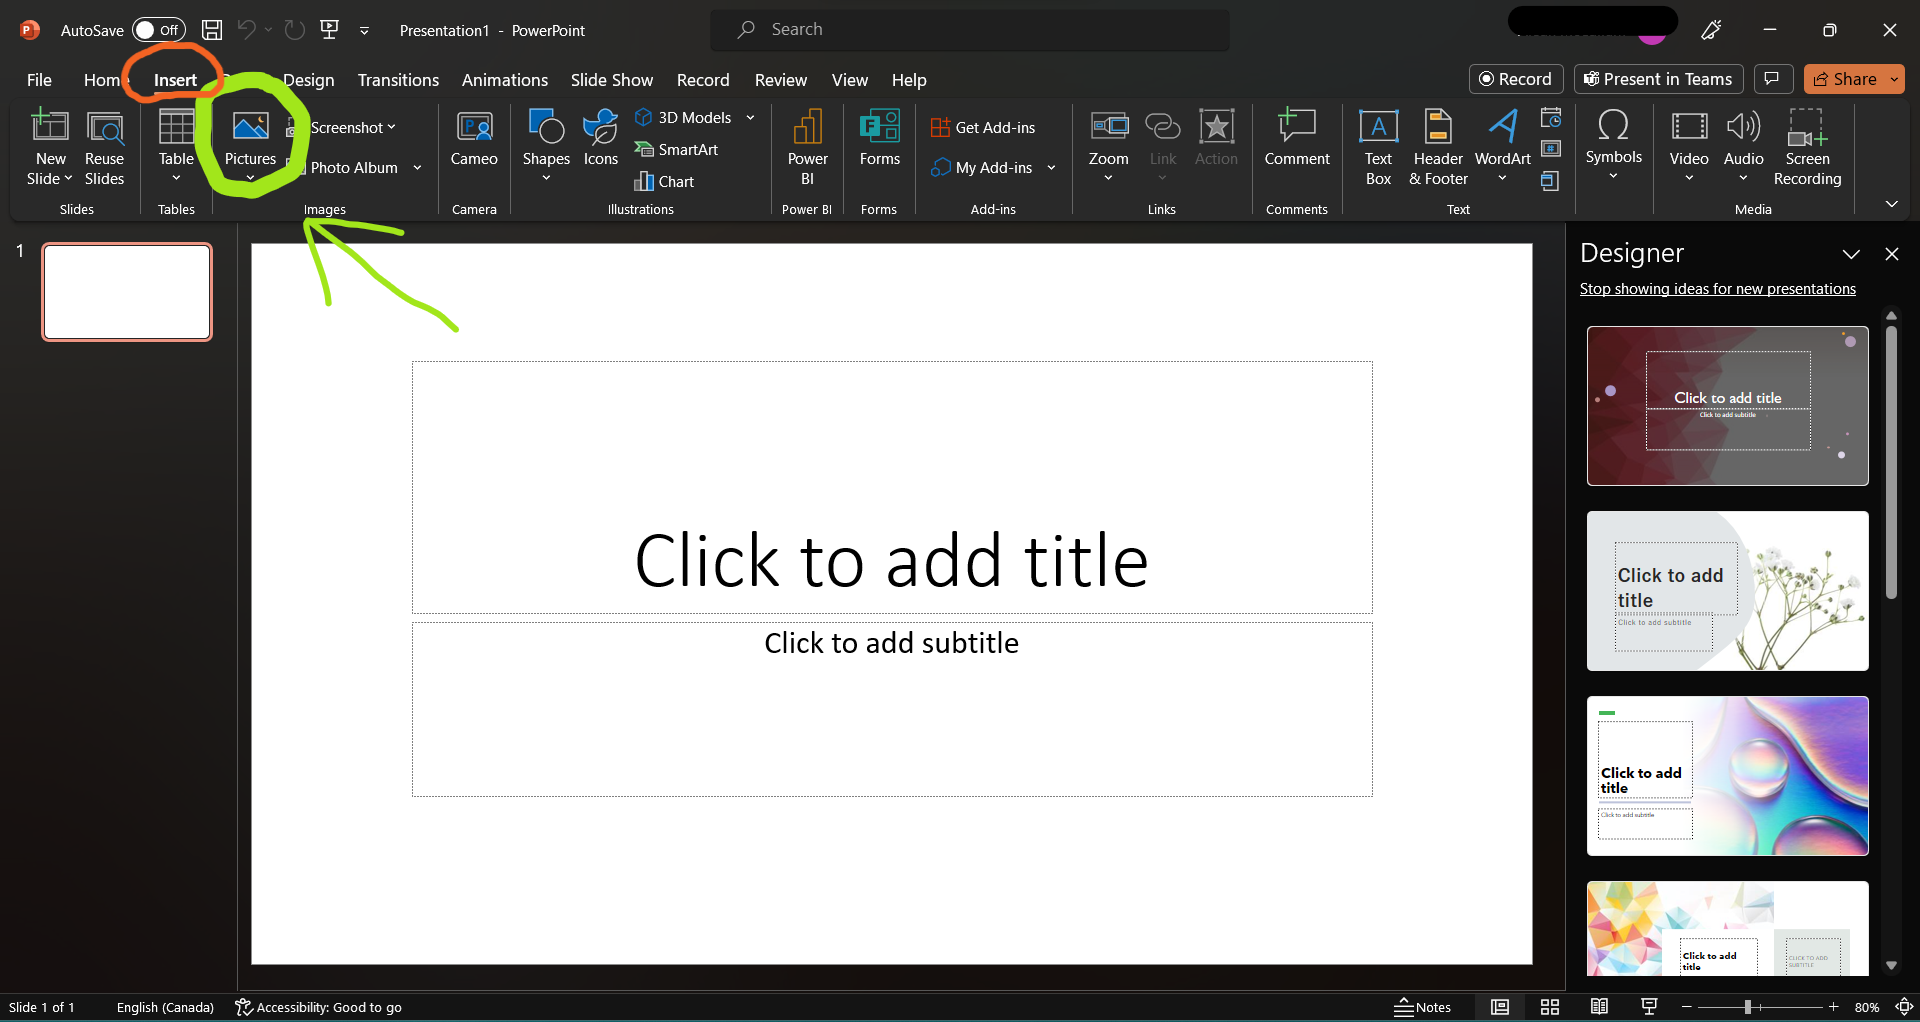 AutoSave Off Presentation1 - PowerPoint Search
File Home Insert Design Transitions Animations Slide Show Record Review View Help Record Present in Teams Share
New Slide
Reuse Slides
Slides
Table
Tables
Pictures
Screenshot
Photo Album
Images
Cameo
Camera
Shapes
Icons
3D Models
SmartArt
Chart
Illustrations
Power BI
Power BI
Forms
Forms
Get Add-ins
My Add-ins
Add-ins
Zoom
Link
Action
Links
Comment
Comments
Text Box
Header & Footer
WordArt
Text
Symbols
Video
Audio
Screen Recording
Media
1
Click to add title
Click to add subtitle
Designer
Stop showing ideas for new presentations
Click to add title
Click to add subtitle
Click to add
title
Click to add subtitle
Click to add
title
Click to add subtitle
Click to add
title
CLICK TO ADD
SUBTITLE
Slide 1 of 1 English (Canada) Accessibility: Good to go Notes 80%